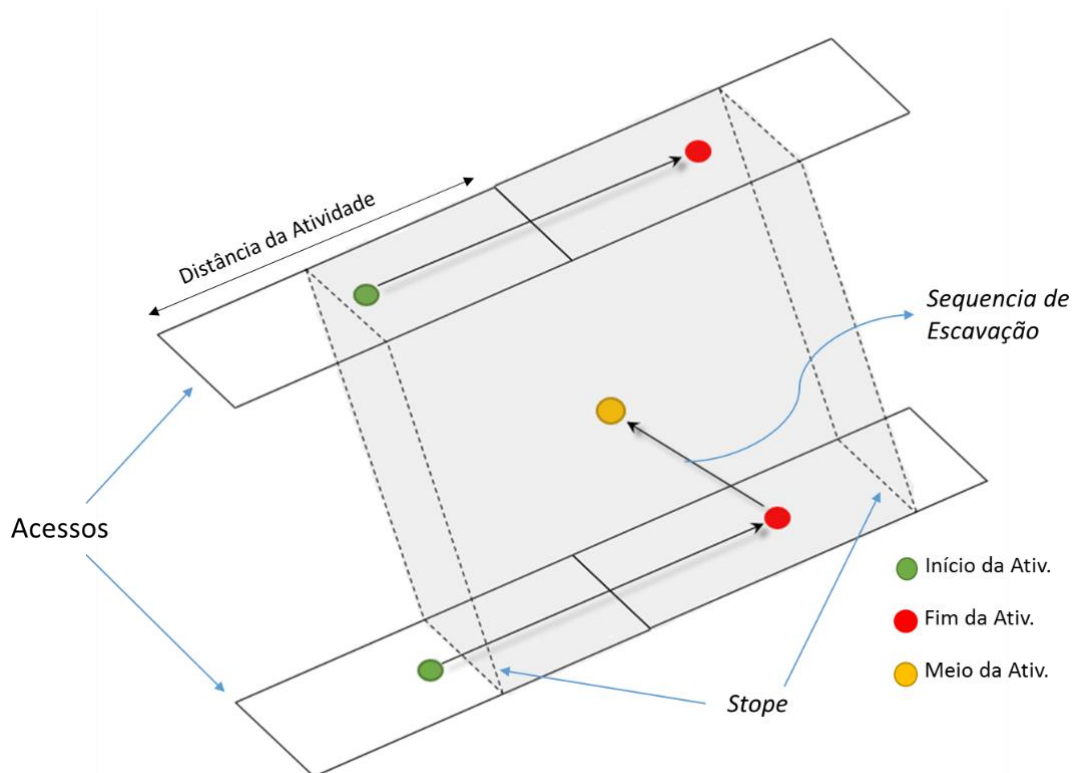 Distância da Atividade
Sequencia de
Escavação
Acessos
Início da Ativ.
Fim da Ativ.
Meio da Ativ.
Stope